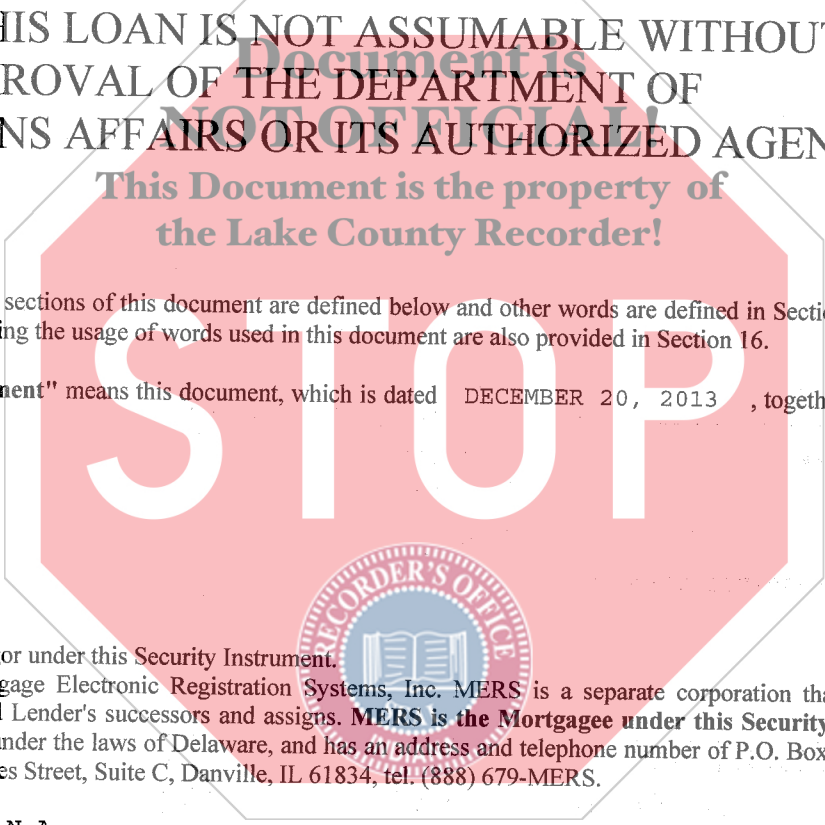 HIS LOAN IS NOT ASSUMABLE WITHOUT
ROVAL OF THE DEPARTMENT OF
NS AFFAIRS OR ITS AUTHORIZED AGEN
Document is
NOT OFFICIAL!
This Document is the property of
the Lake County Recorder!
sections of this document are defined below and other words are defined in Secti
ing the usage of words used in this document are also provided in Section 16.
ment" means this document, which is dated DECEMBER 20, 2013 , togeth
STOP
RECORDER'S OFFICE
or under this Security Instrument.
gage Electronic Registration Systems, Inc. MERS is a separate corporation tha
Lender's successors and assigns. MERS is the Mortgagee under this Security
under the laws of Delaware, and has an address and telephone number of P.O. Box
es Street, Suite C, Danville, IL 61834, tel. (888) 679-MERS.